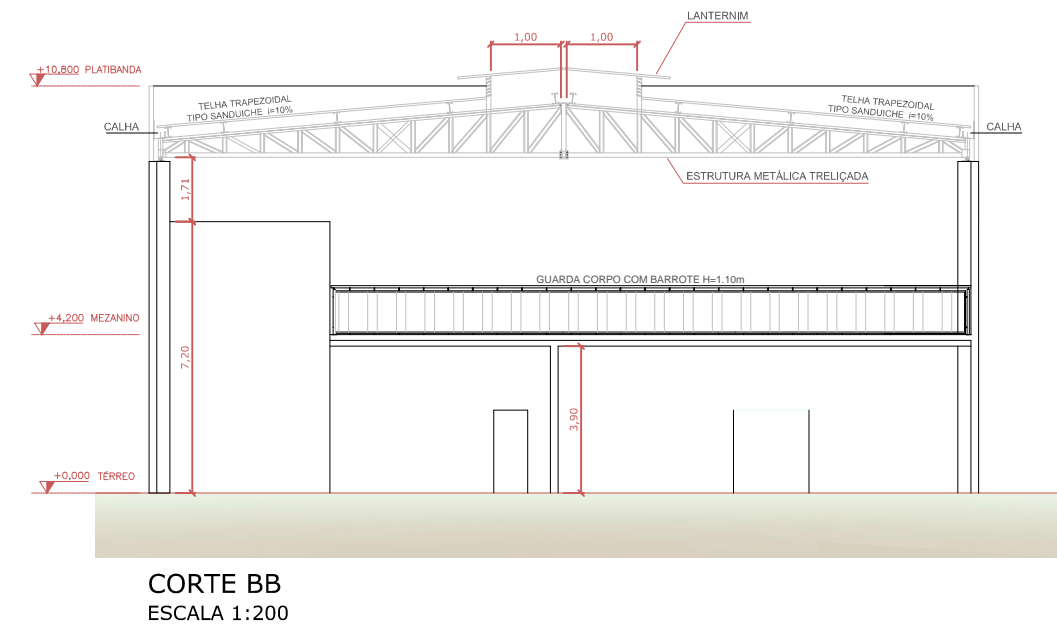 LANTERNIM
1,00
1,00
+10,800 PLATIBANDA
TELHA TRAPEZOIDAL
TIPO SANDUICHE i=10%
TELHA TRAPEZOIDAL
TIPO SANDUICHE i=10%
CALHA
CALHA
ESTRUTURA METÁLICA TRELIÇADA
1,71
GUARDA CORPO COM BARROTE H=1.10m
+4,200 MEZANINO
7,20
3,90
+0,000 TÉRREO
CORTE BB
ESCALA 1:200